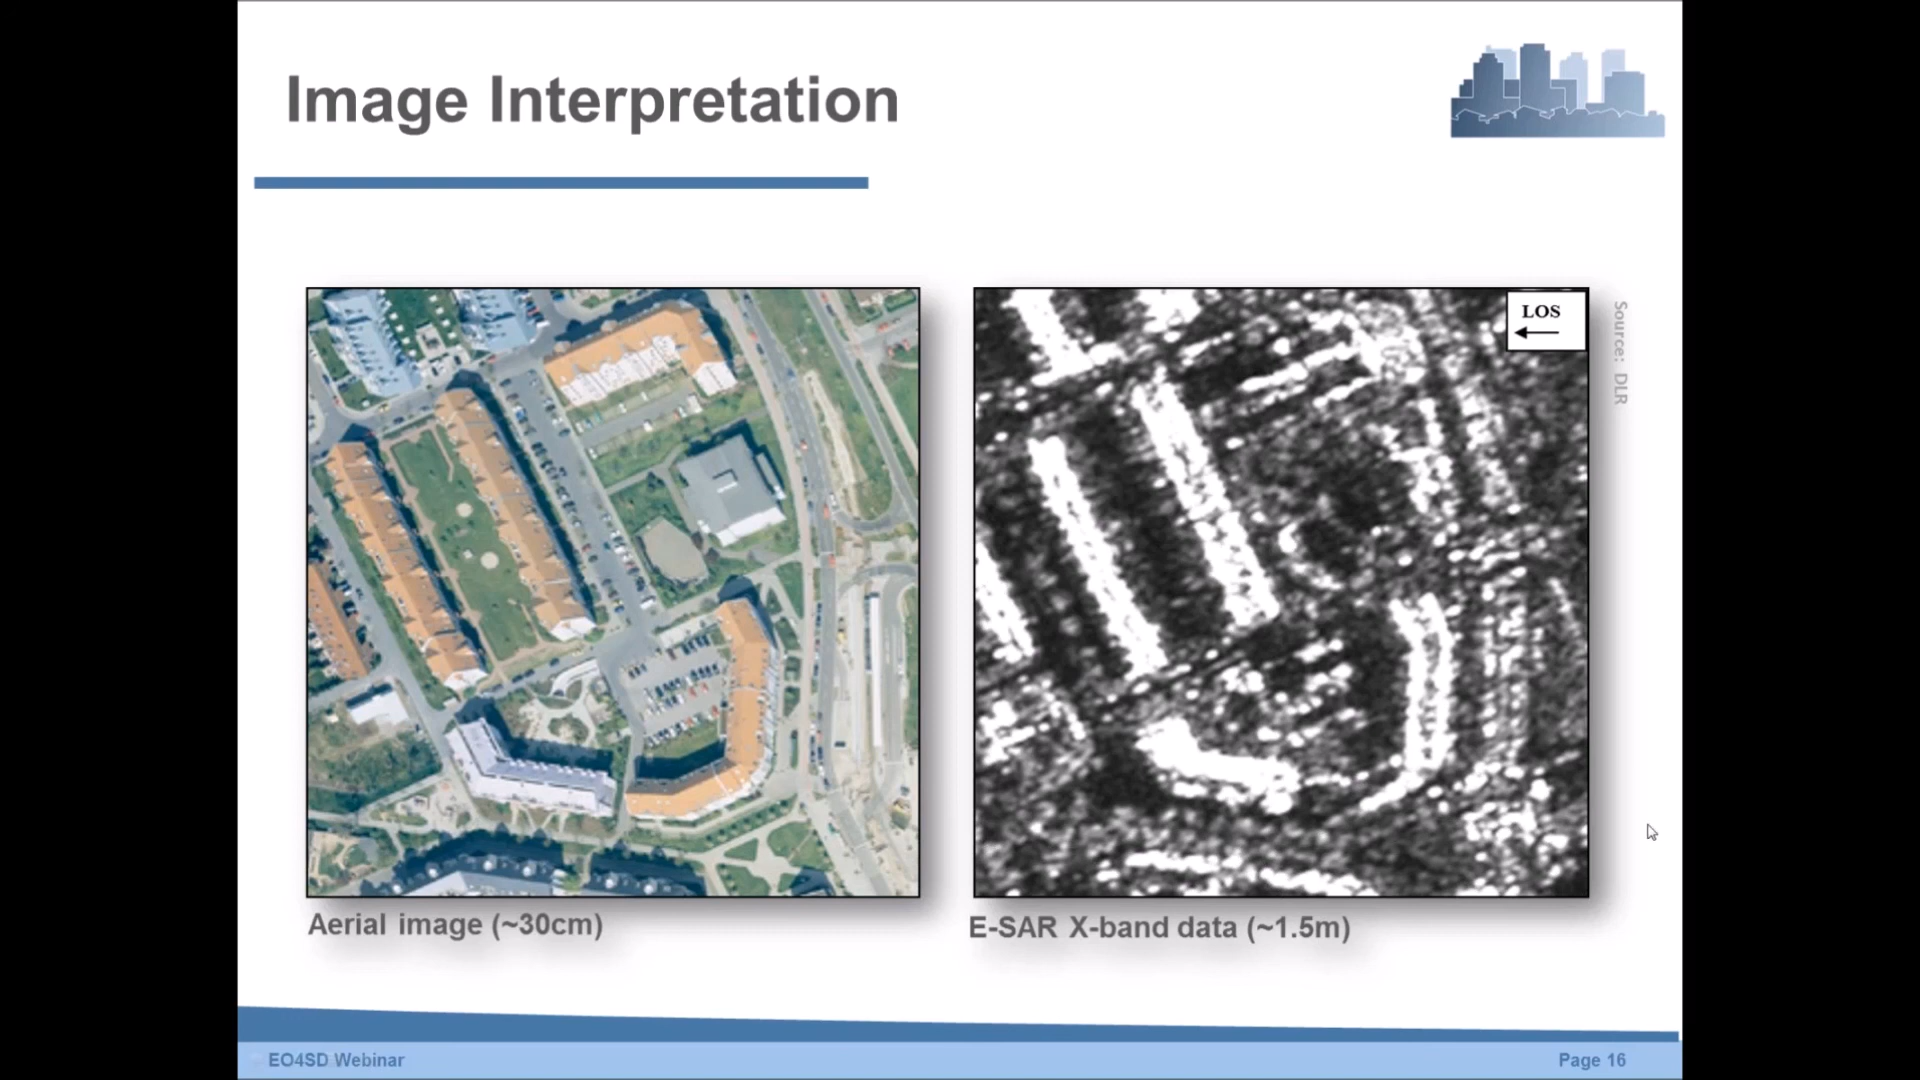 Image Interpretation
LOS
Source: DLR
Aerial image (~30cm)
E-SAR X-band data (~1.5m)
EO4SD Webinar
Page 16